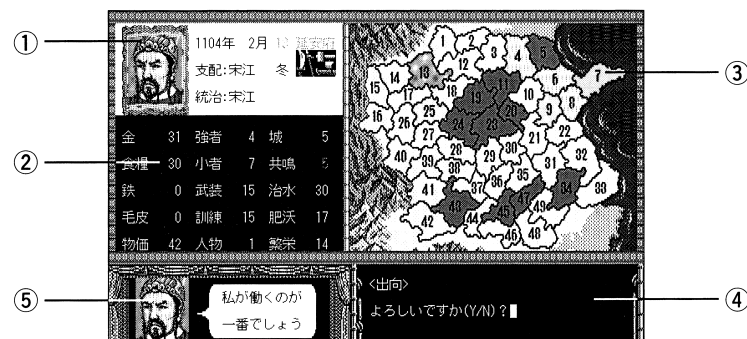 ①
1104年 2月 13 延安府
支配:宋江 冬
統治:宋江
②
金 31 強者 4 城 5
食糧 30 小者 7 共鳴 5
鉄 0 武装 15 治水 30
毛皮 0 訓練 15 肥沃 17
物価 42 人物 1 繁栄 14
③
1 2 3 4 5 6 7
8 9 10 11 12 13 14
15 16 17 18 19 20 21
22 23 24 25 26 27 28
29 30 31 32 33 34 35
36 37 38 39 40 41 42
43 44 45 46 47 48 49
⑤
私が働くのが
一番でしょう
<出向>
よろしいですか(Y/N)?
④